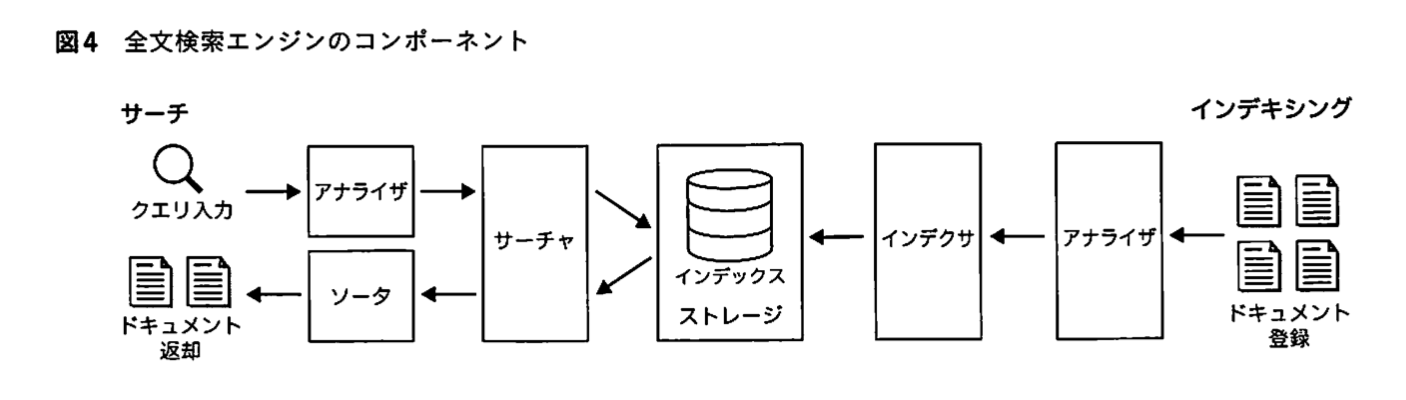 図4 全文検索エンジンのコンポーネント
サーチ
インデキシング
クエリ入力
アナライザ
サーチャ
ソータ
ドキュメント
返却
インデックス
ストレージ
インデクサ
アナライザ
ドキュメント
登録